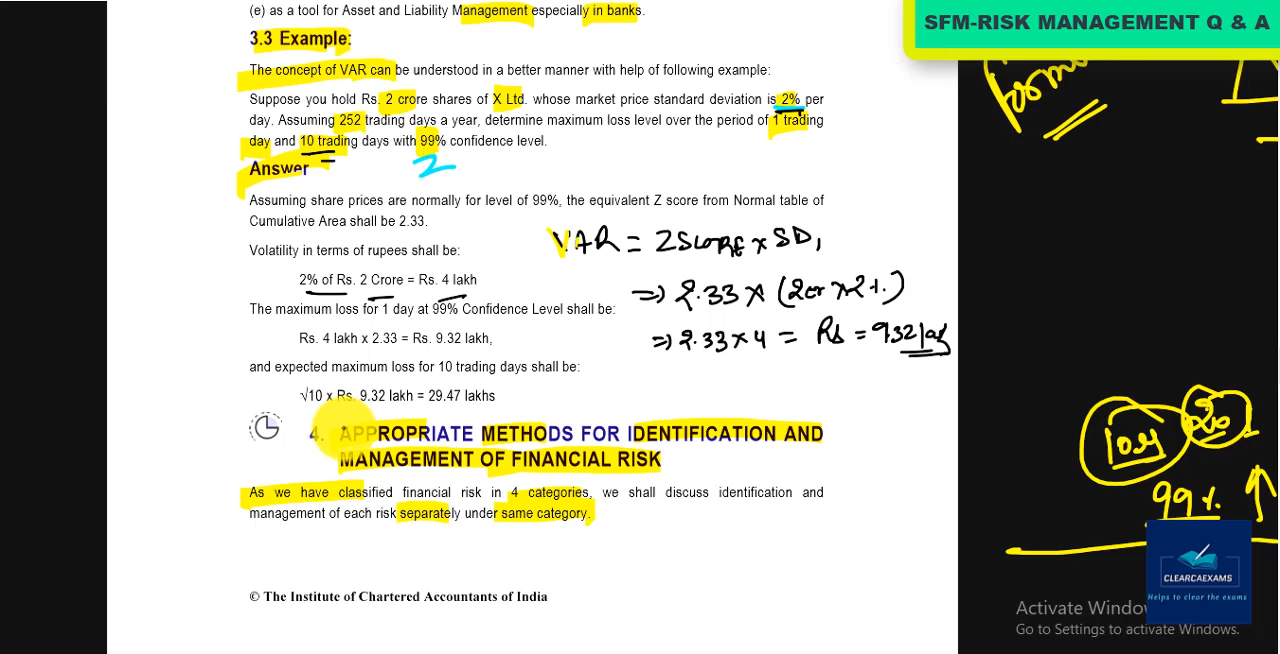 (e) as a tool for Asset and Liability Management especially in banks.
SFM-RISK MANAGEMENT Q & A
3.3 Example:
The concept of VAR can be understood in a better manner with help of following example:
Suppose you hold Rs. 2 crore shares of X Ltd. whose market price standard deviation is 2% per
day. Assuming 252 trading days a year, determine maximum loss level over the period of 1 trading
day and 10 trading days with 99% confidence level.
Answer
Assuming share prices are normally for level of 99%, the equivalent Z score from Normal table of
Cumulative Area shall be 2.33.
Volatility in terms of rupees shall be:
VAR = ZSCORE x SD,
2% of Rs. 2 Crore = Rs. 4 lakh
=> 2.33 x (2cr x 2%)
The maximum loss for 1 day at 99% Confidence Level shall be:
Rs. 4 lakh x 2.33 = Rs. 9.32 lakh,
=> 2.33 x 4 = Rs = 9.32 lakh
and expected maximum loss for 10 trading days shall be:
√10 x Rs. 9.32 lakh = 29.47 lakhs
4. APPROPRIATE METHODS FOR IDENTIFICATION AND
MANAGEMENT OF FINANCIAL RISK
As we have classified financial risk in 4 categories, we shall discuss identification and
management of each risk separately under same category.
99%
© The Institute of Chartered Accountants of India
CLEARCAEXAMS
Helps to clear the exams
Activate Windo
Go to Settings to activate Windows.